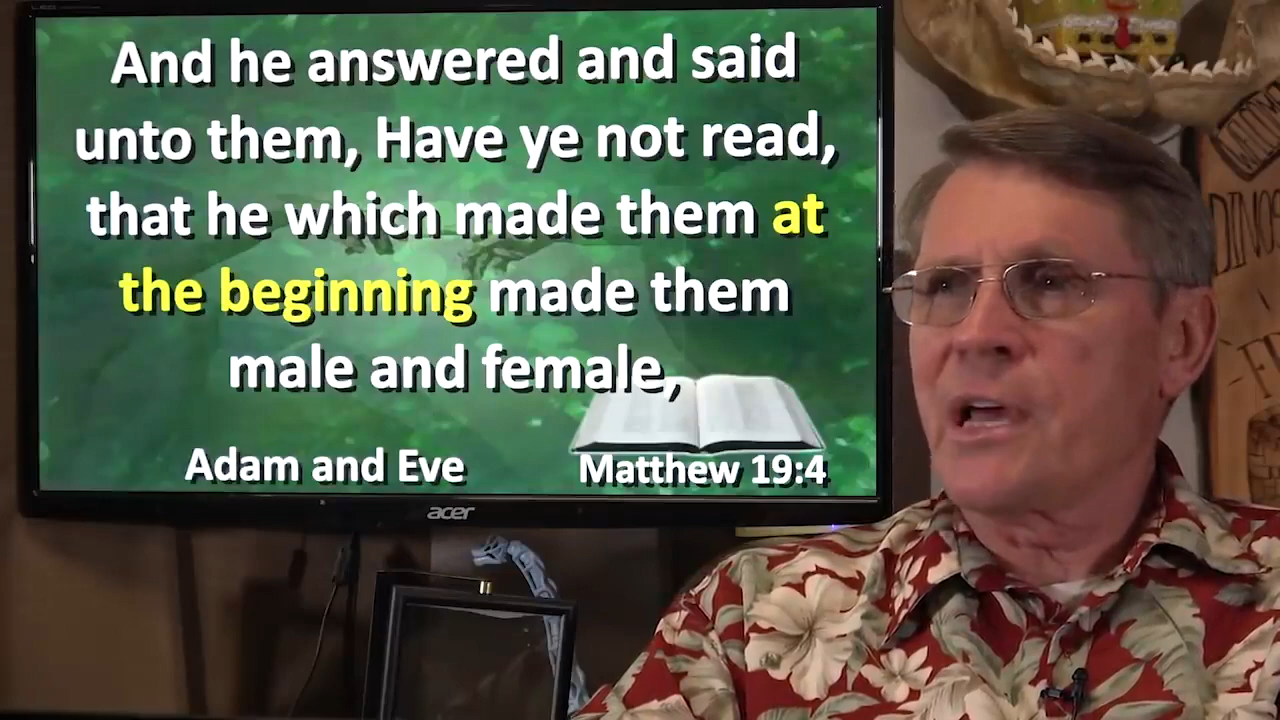 And he answered and said
unto them, Have ye not read,
that he which made them at
the beginning made them
male and female,
Adam and Eve
Matthew 19:4
acer